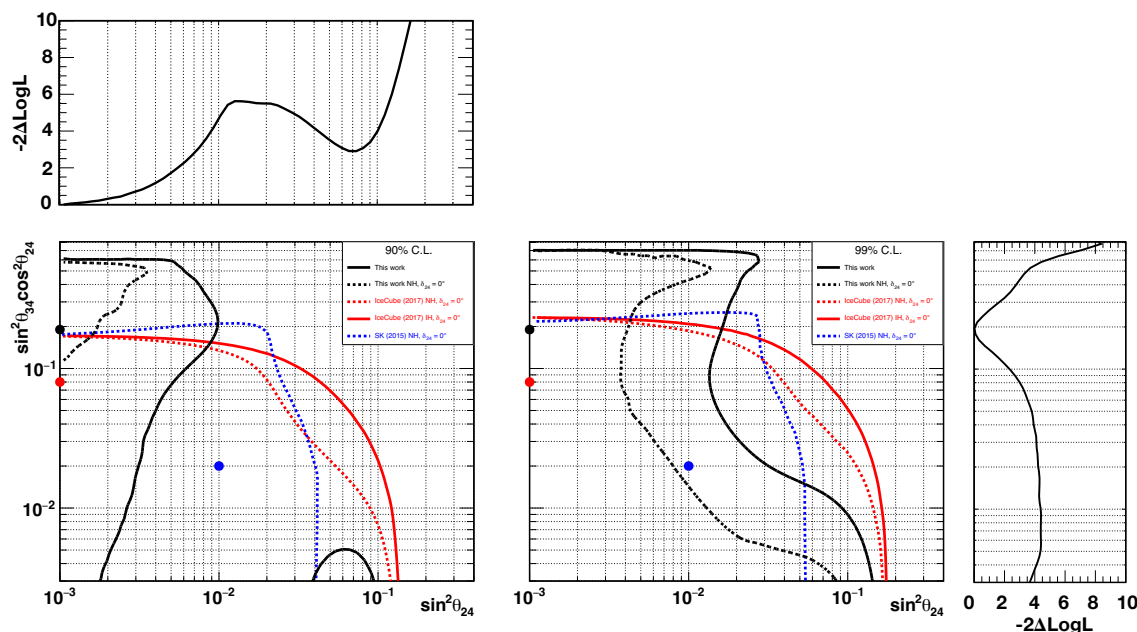 10
8
6
4
2
0
-2ΔLogL
90% C.L.
This work
This work NH, δ₂₄ = 0°
IceCube (2017) NH, δ₂₄ = 0°
IceCube (2017) IH, δ₂₄ = 0°
SK (2015) NH, δ₂₄ = 0°
sin²θ₃₄cos²θ₂₄
10⁻¹
10⁻²
10⁻³ 10⁻² 10⁻¹
sin²θ₂₄
99% C.L.
This work
This work NH, δ₂₄ = 0°
IceCube (2017) NH, δ₂₄ = 0°
IceCube (2017) IH, δ₂₄ = 0°
SK (2015) NH, δ₂₄ = 0°
10⁻³ 10⁻² 10⁻¹
sin²θ₂₄
0 2 4 6 8 10
-2ΔLogL